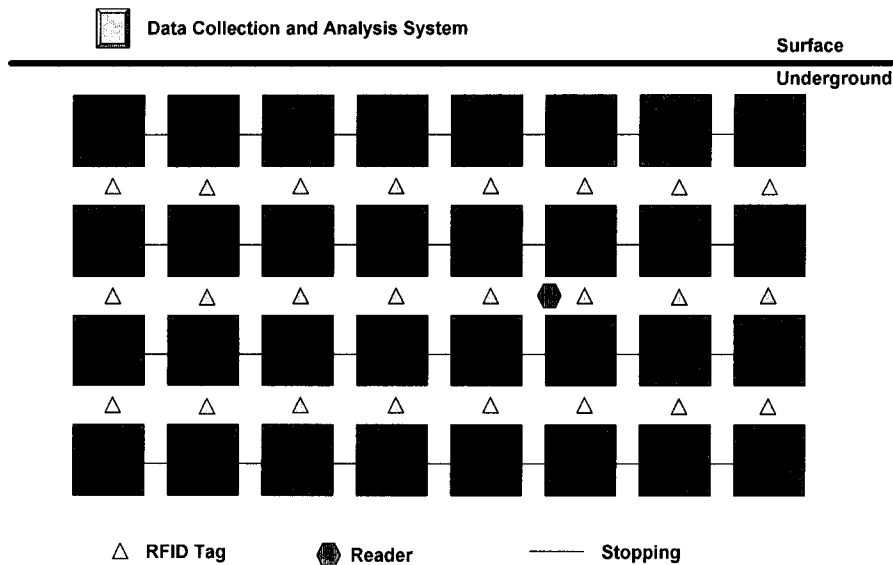 Data Collection and Analysis System
Surface
Underground
RFID Tag
Reader
Stopping